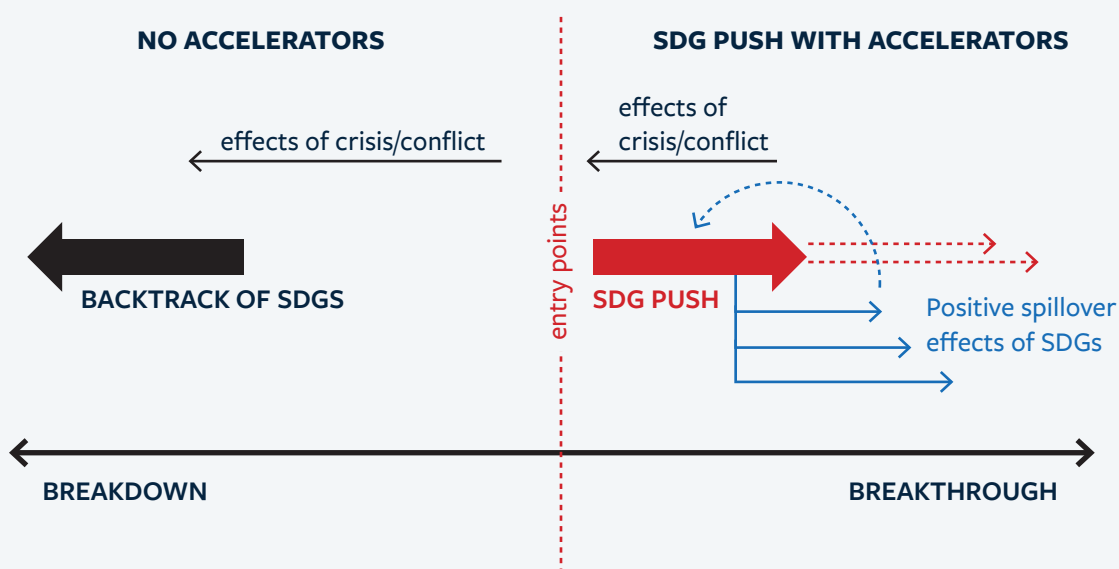 NO ACCELERATORS
SDG PUSH WITH ACCELERATORS
effects of crisis/conflict
effects of
crisis/conflict
entry points
BACKTRACK OF SDGS
SDG PUSH
Positive spillover
effects of SDGs
BREAKDOWN
BREAKTHROUGH